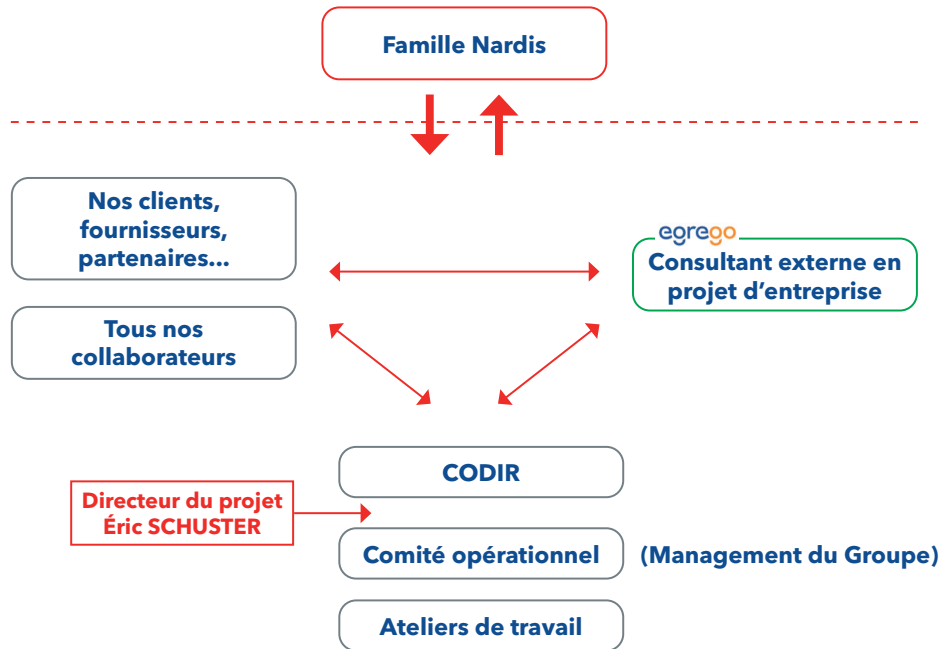 Famille Nardis
Nos clients,
fournisseurs,
partenaires...
egrego
Consultant externe en
projet d'entreprise
Tous nos
collaborateurs
CODIR
Directeur du projet
Éric SCHUSTER
Comité opérationnel
(Management du Groupe)
Ateliers de travail